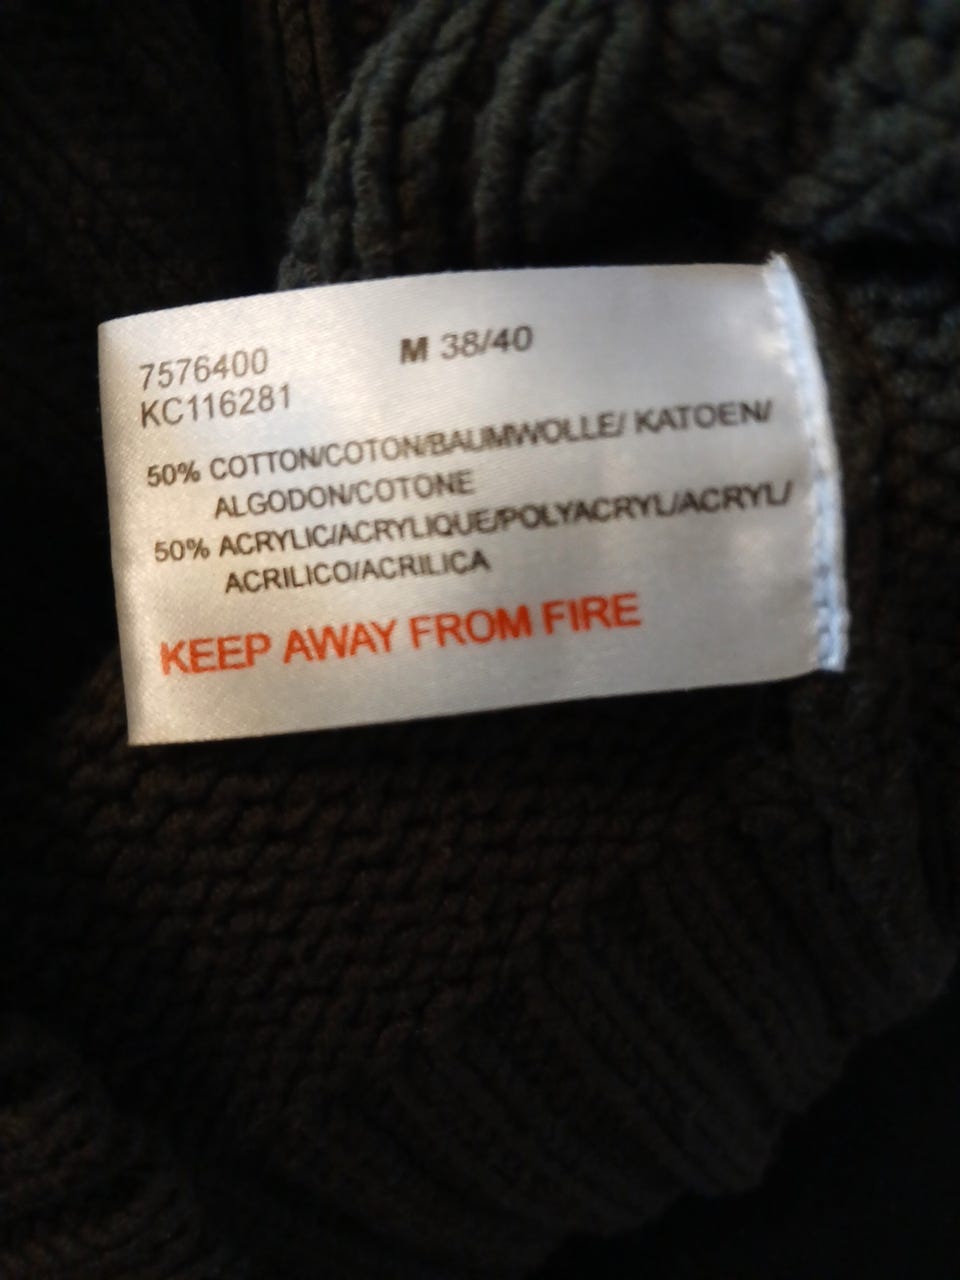 7576400 M 38/40
KC116281
50% COTTON/COTON/BAUMWOLLE/ KATOEN/
ALGODON/COTONE
50% ACRYLIC/ACRYLIQUE/POLYACRYL/ACRYL/
ACRILICO/ACRILICA
KEEP AWAY FROM FIRE